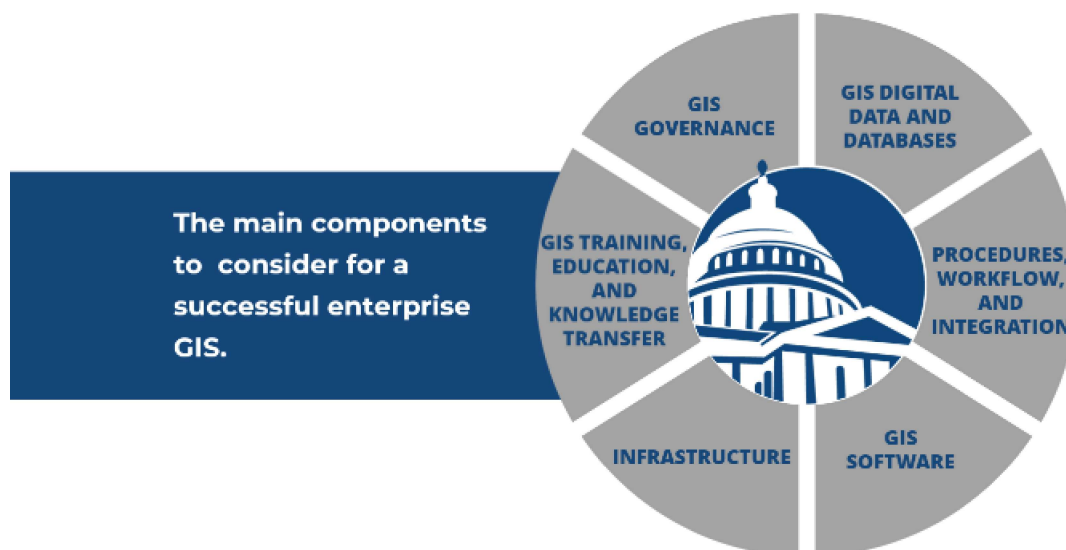 The main components
to consider for a
successful enterprise
GIS.
GIS
GOVERNANCE
GIS DIGITAL
DATA AND
DATABASES
GIS TRAINING,
EDUCATION,
AND
KNOWLEDGE
TRANSFER
PROCEDURES,
WORKFLOW,
AND
INTEGRATION
INFRASTRUCTURE
GIS
SOFTWARE